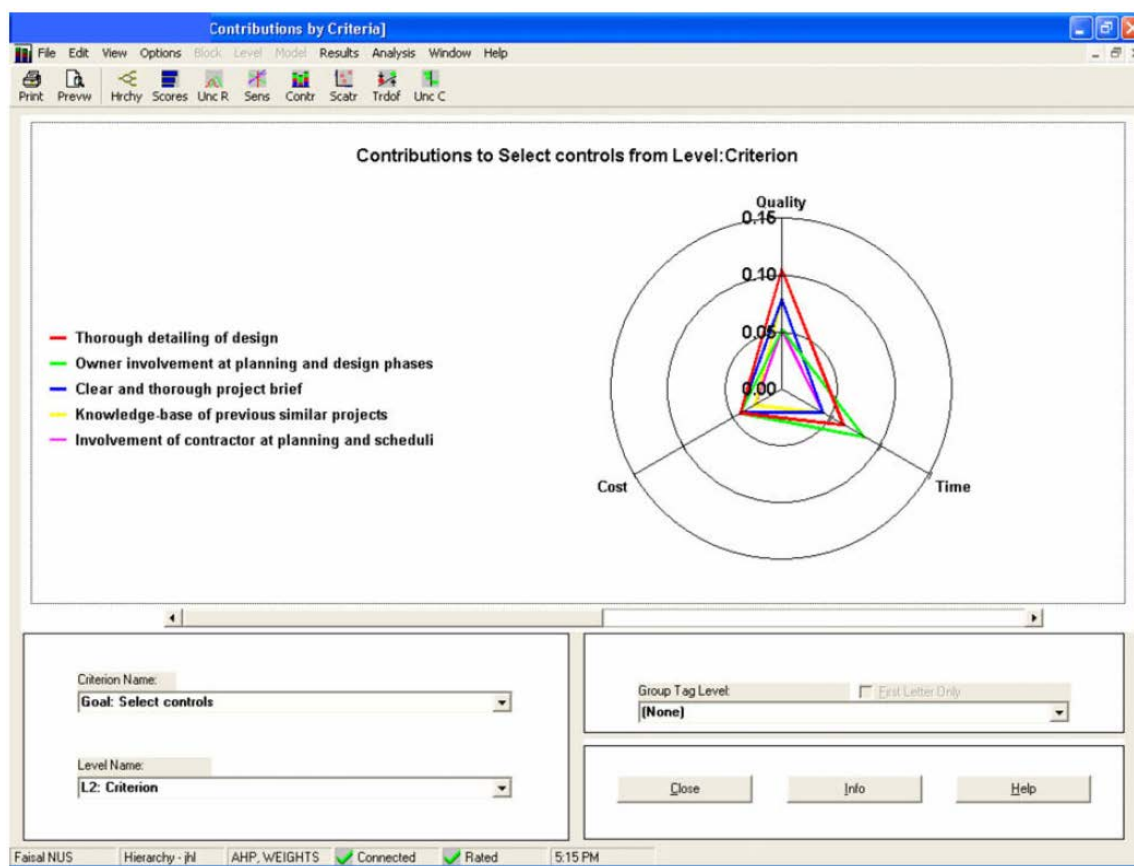 Contributions by Criteria]
File Edit View Options Block Level Model Results Analysis Window Help
Print Prevw Hrchy Scores Unc R Sens Contr Scatr Trdof Unc C
Contributions to Select controls from Level:Criterion
Quality
0.15
0.10
0.05
0.00
Cost
Time
Thorough detailing of design
Owner involvement at planning and design phases
Clear and thorough project brief
Knowledge-base of previous similar projects
Involvement of contractor at planning and scheduli
Criterion Name:
Goal: Select controls
Level Name:
L2: Criterion
Group Tag Level:
First Letter Only
(None)
Close Info Help
Faisal NUS Hierarchy - jhl AHP, WEIGHTS Connected Rated 5:15 PM